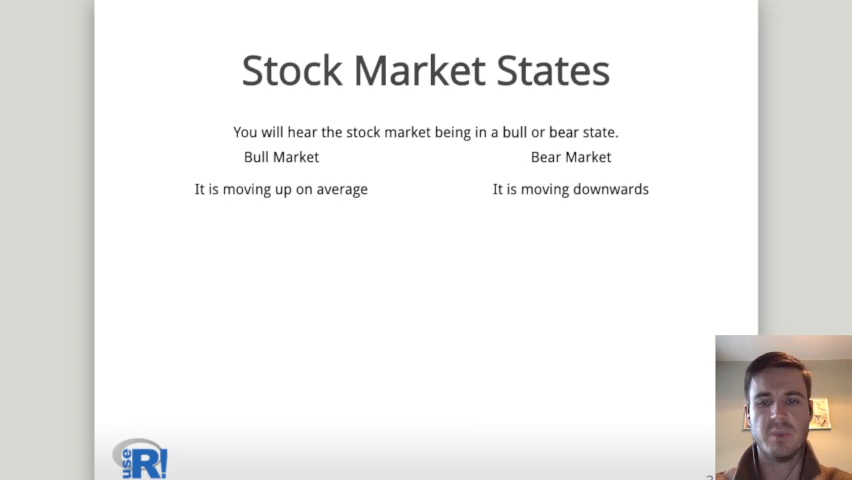 Stock Market States
You will hear the stock market being in a bull or bear state.
Bull Market
Bear Market
It is moving up on average
It is moving downwards
use R!